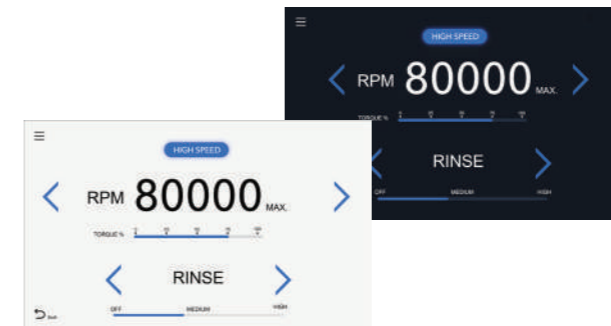 HIGH SPEED
RPM 80000 MAX.
TORQUE %
RINSE
OFF MEDIUM HIGH
HIGH SPEED
RPM 80000 MAX.
TORQUE %
RINSE
OFF MEDIUM HIGH